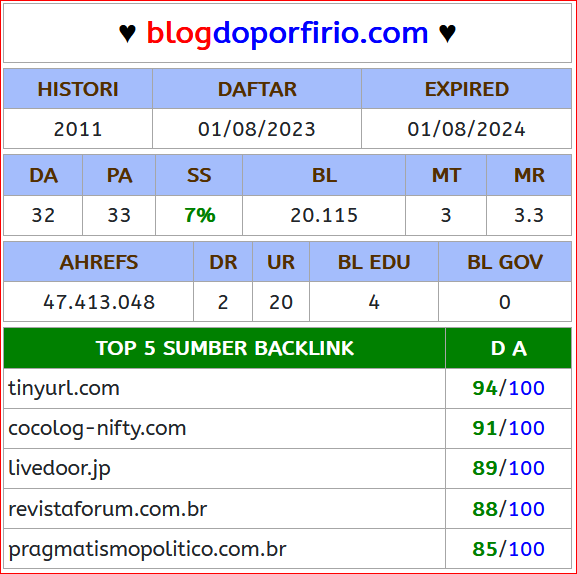 ♥ blogdoporfirio.com ♥
HISTORI DAFTAR EXPIRED
2011 01/08/2023 01/08/2024
DA PA SS BL MT MR
32 33 7% 20.115 3 3.3
AHREFS DR UR BL EDU BL GOV
47.413.048 2 20 4 0
TOP 5 SUMBER BACKLINK D A
tinyurl.com 94/100
cocolog-nifty.com 91/100
livedoor.jp 89/100
revistaforum.com.br 88/100
pragmatismopolitico.com.br 85/100